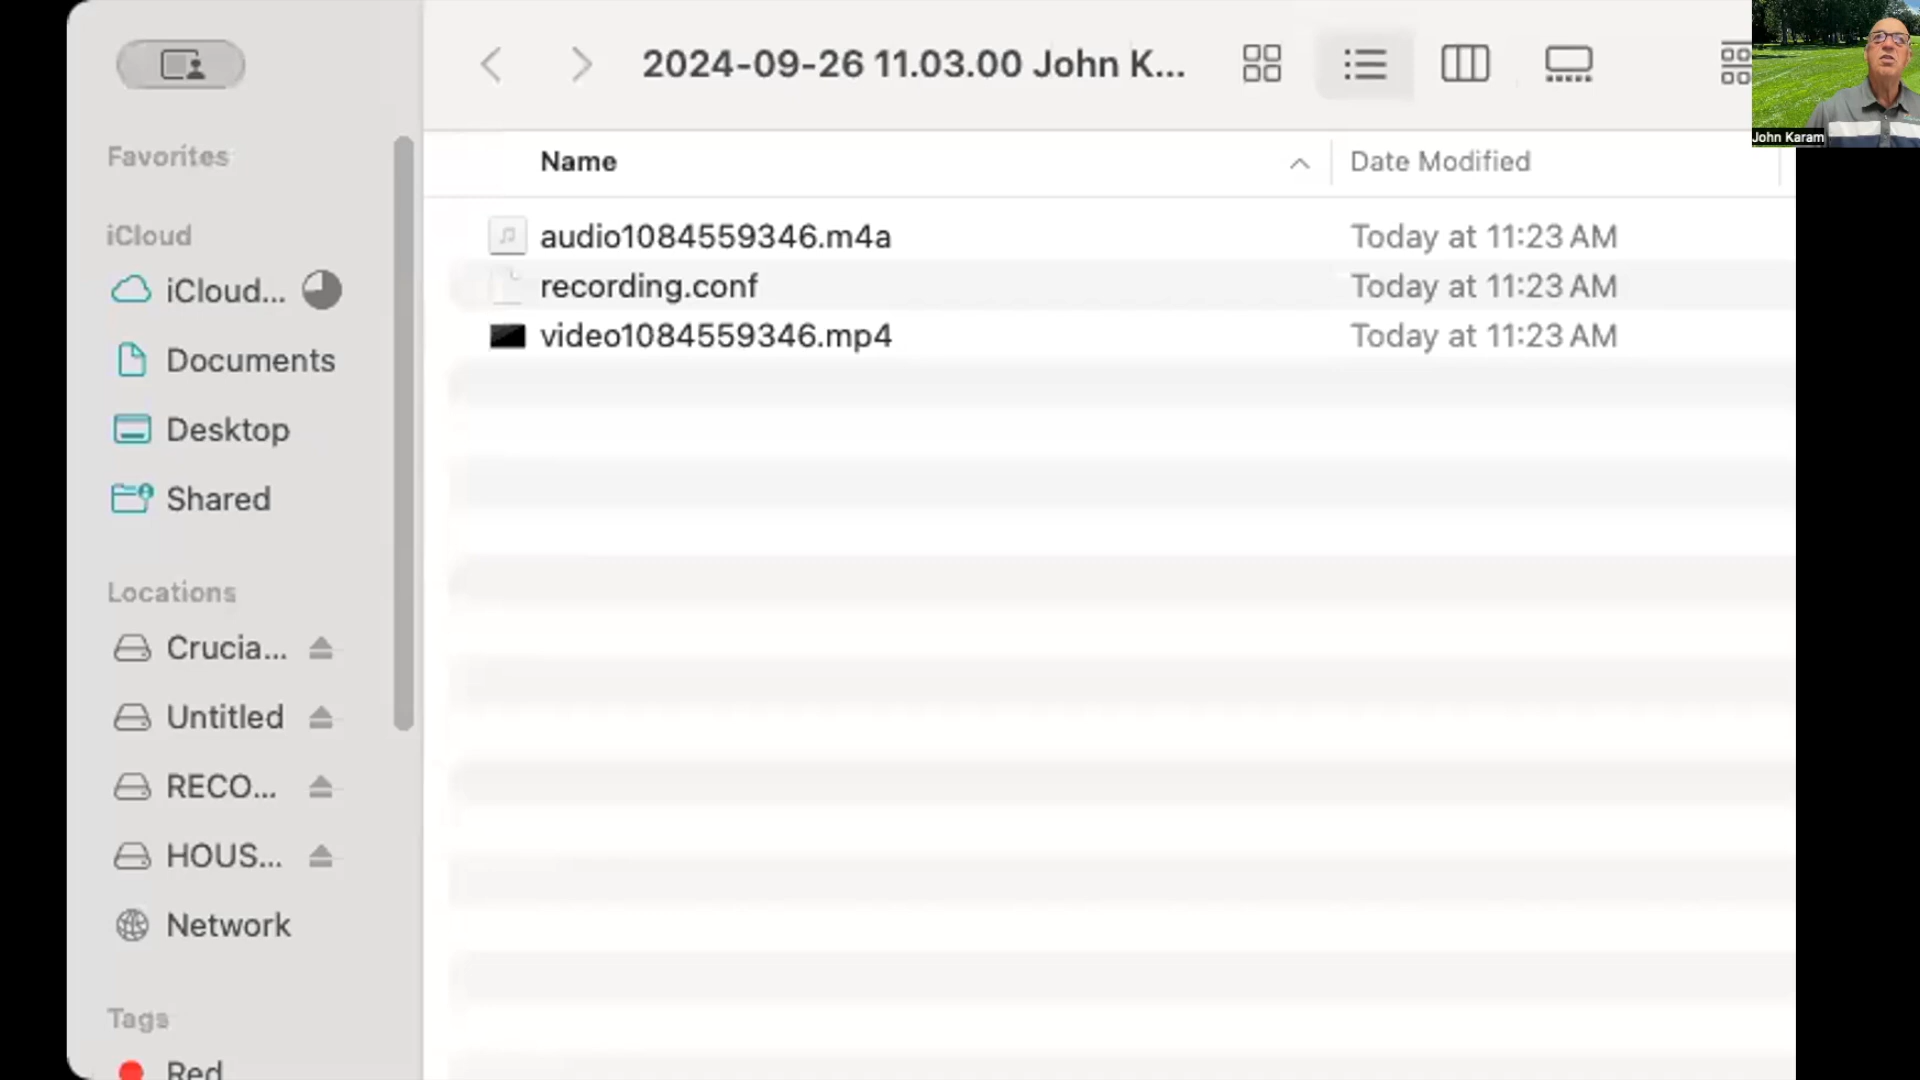 2024-09-26 11.03.00 John K...
John Karam
Favorites
iCloud
iCloud...
Documents
Desktop
Shared
Locations
Crucia...
Untitled
RECO...
HOUS...
Network
Tags
Red
Name
Date Modified
audio1084559346.m4a
Today at 11:23 AM
recording.conf
Today at 11:23 AM
video1084559346.mp4
Today at 11:23 AM